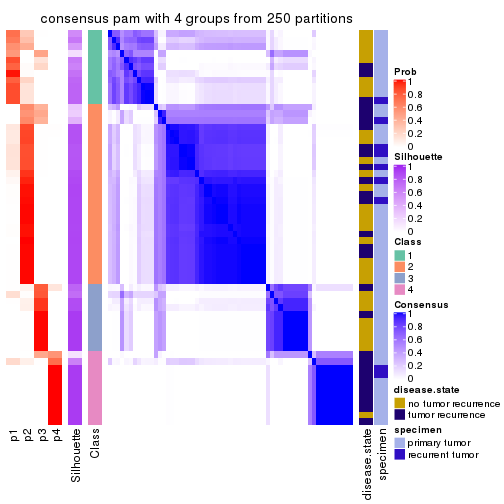 consensus pam with 4 groups from 250 partitions
Prob
1
0.8
0.6
0.4
0.2
0
Silhouette
1
0.8
0.6
0.4
0.2
0
Class
1
2
3
4
Consensus
1
0.8
0.6
0.4
0.2
0
disease.state
no tumor recurrence
tumor recurrence
specimen
primary tumor
recurrent tumor
p1
p2
p3
p4
Silhouette
Class
disease.state
specimen